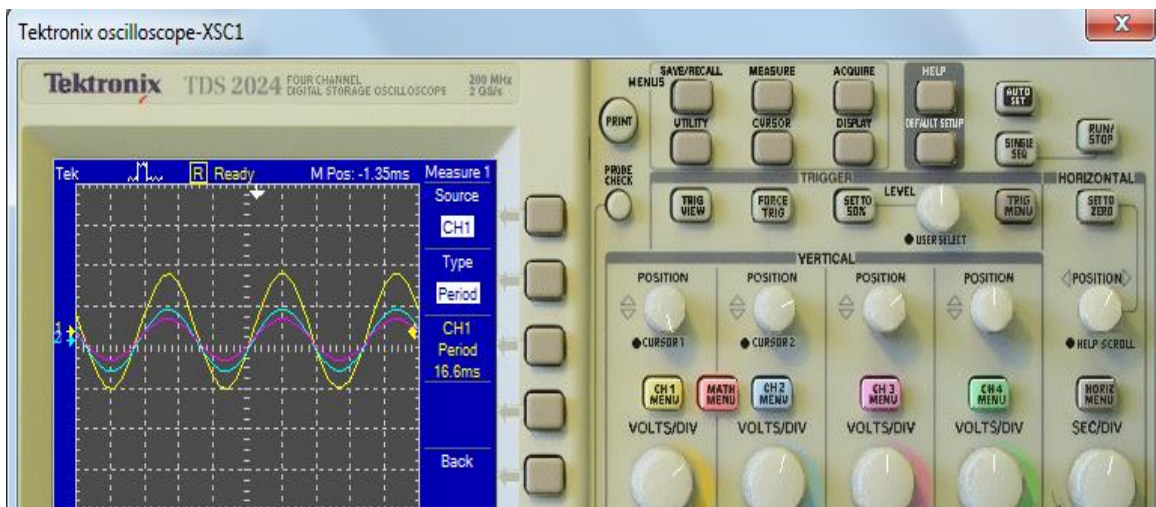 Tektronix oscilloscope-XSC1
X
Tektronix TDS 2024 FOUR CHANNEL
DIGITAL STORAGE OSCILLOSCOPE
200 MHz
2 GS/s
Tek R Ready M Pos: -1.35ms
1
2
Measure 1
Source
CH1
Type
Period
CH1
Period
16.6ms
Back
MENUS
SAVE/RECALL MEASURE ACQUIRE
UTILITY CURSOR DISPLAY
HELP
DEFAULT SETUP
AUTO
SET
SINGLE
SEQ
RUN/
STOP
PRINT
PROBE
CHECK
TRIGGER
TRIG
VIEW
FORCE
TRIG
SET TO
50%
LEVEL
USER SELECT
TRIG
MENU
HORIZONTAL
SET TO
ZERO
VERTICAL
POSITION POSITION POSITION POSITION POSITION
CURSOR 1 CURSOR 2 HELP SCROLL
CH 1
MENU
MATH
MENU
CH 2
MENU
CH 3
MENU
CH4
MENU
HORIZ
MENU
VOLTS/DIV VOLTS/DIV VOLTS/DIV VOLTS/DIV SEC/DIV